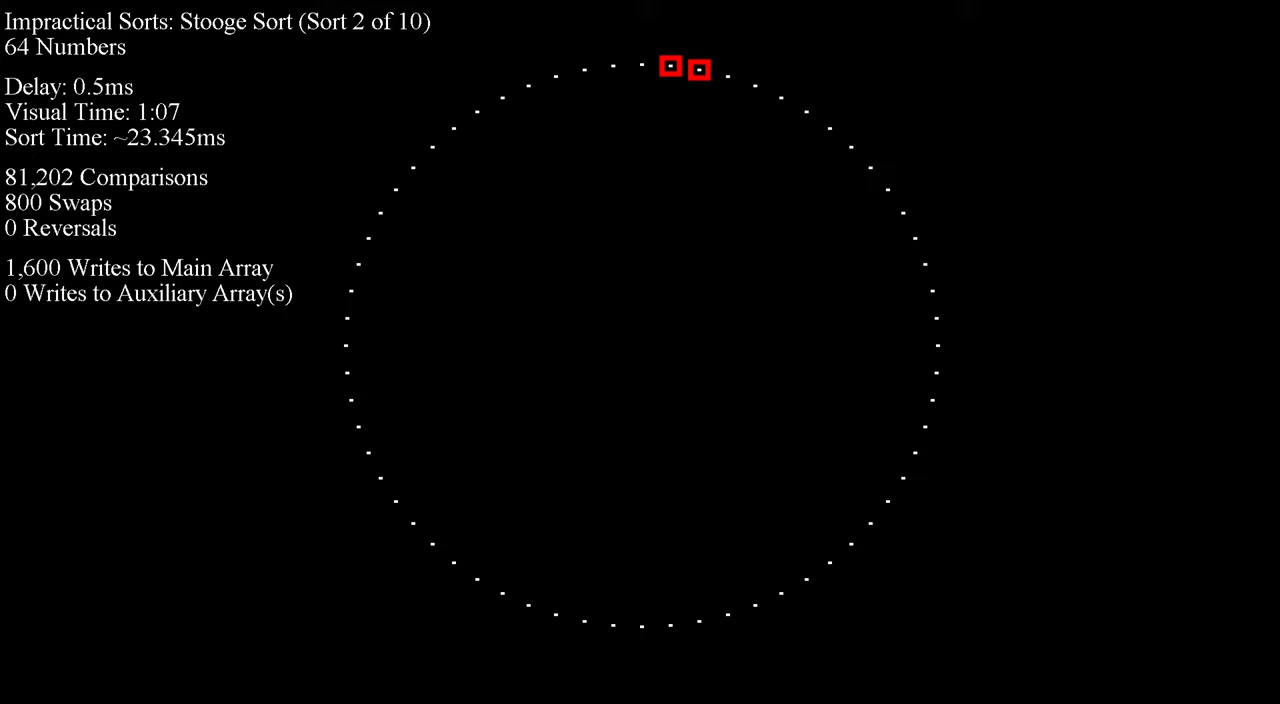 Impractical Sorts: Stooge Sort (Sort 2 of 10)
64 Numbers
Delay: 0.5ms
Visual Time: 1:07
Sort Time: ~23.345ms
81,202 Comparisons
800 Swaps
0 Reversals
1,600 Writes to Main Array
0 Writes to Auxiliary Array(s)